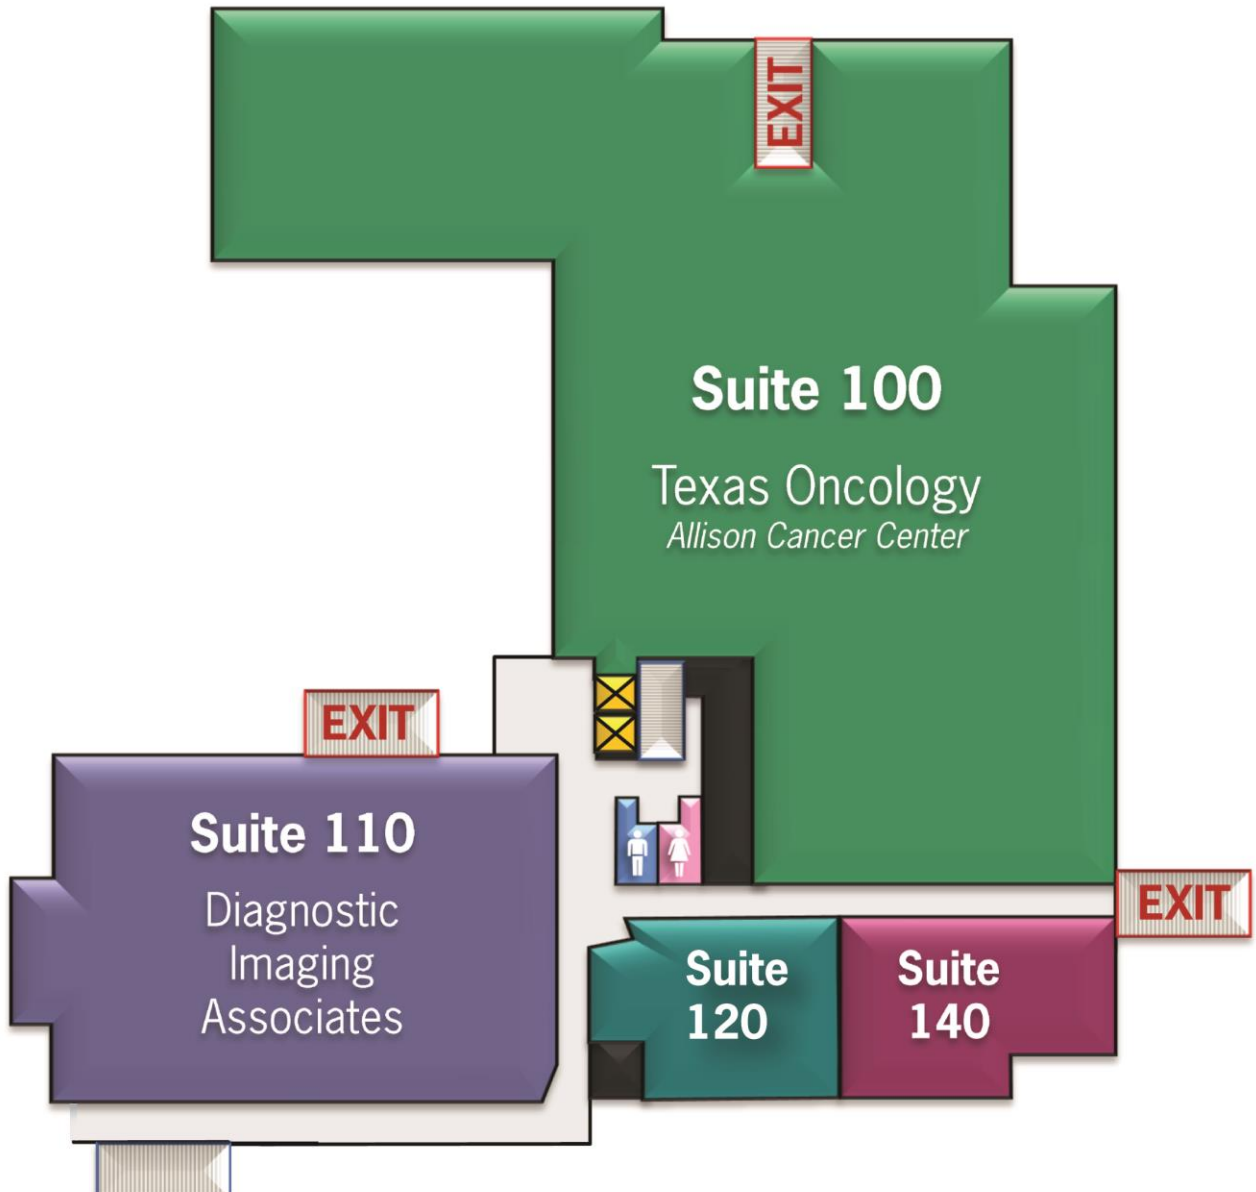 EXIT
Suite 100
Texas Oncology
Allison Cancer Center
EXIT
Suite 110
Diagnostic
Imaging
Associates
EXIT
Suite
120
Suite
140